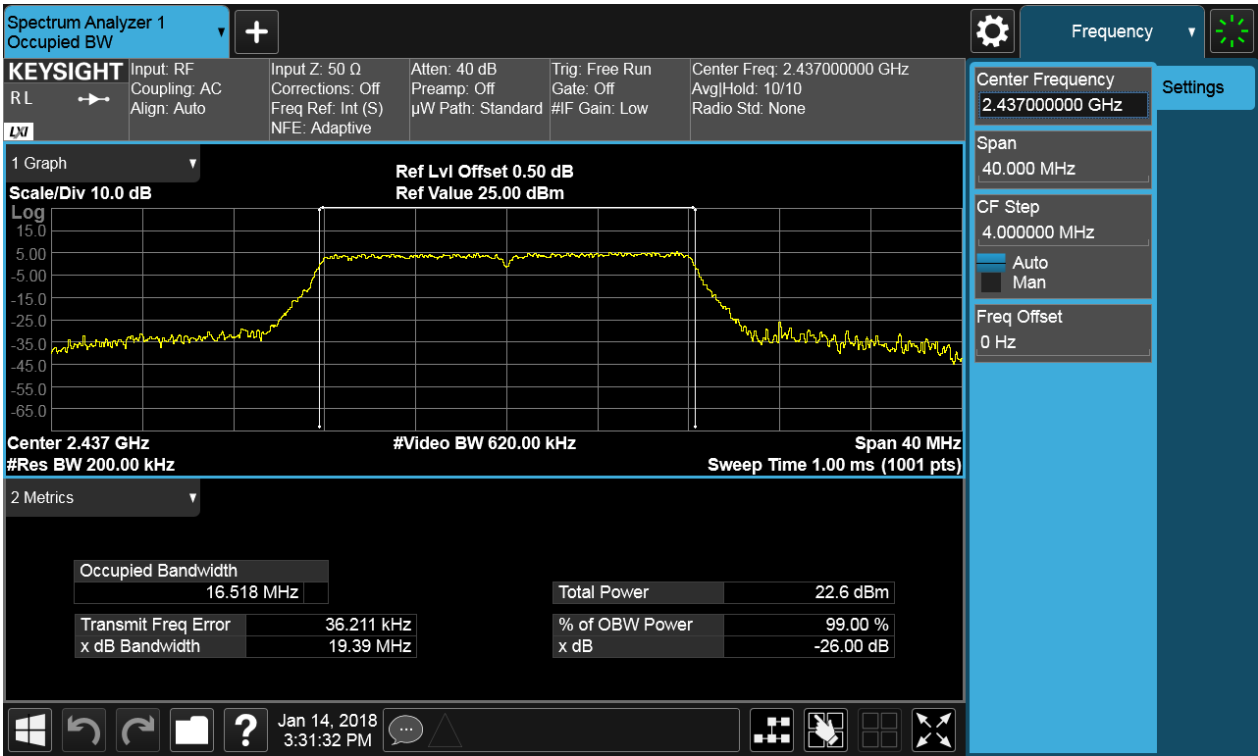 Spectrum Analyzer 1
Occupied BW
+
Frequency
KEYSIGHT
R L
LXI
Input: RF
Coupling: AC
Align: Auto
Input Z: 50 Ω
Corrections: Off
Freq Ref: Int (S)
NFE: Adaptive
Atten: 40 dB
Preamp: Off
µW Path: Standard
Trig: Free Run
Gate: Off
#IF Gain: Low
Center Freq: 2.437000000 GHz
Avg|Hold: 10/10
Radio Std: None
Center Frequency
2.437000000 GHz
Settings
Span
40.000 MHz
CF Step
4.000000 MHz
Auto
Man
Freq Offset
0 Hz
1 Graph
Scale/Div 10.0 dB
Ref Lvl Offset 0.50 dB
Ref Value 25.00 dBm
Log
15.0
5.00
-5.00
-15.0
-25.0
-35.0
-45.0
-55.0
-65.0
Center 2.437 GHz
#Video BW 620.00 kHz
Span 40 MHz
#Res BW 200.00 kHz
Sweep Time 1.00 ms (1001 pts)
2 Metrics
Occupied Bandwidth
16.518 MHz
Total Power 22.6 dBm
Transmit Freq Error 36.211 kHz
% of OBW Power 99.00 %
x dB Bandwidth 19.39 MHz
x dB -26.00 dB
?
Jan 14, 2018
3:31:32 PM